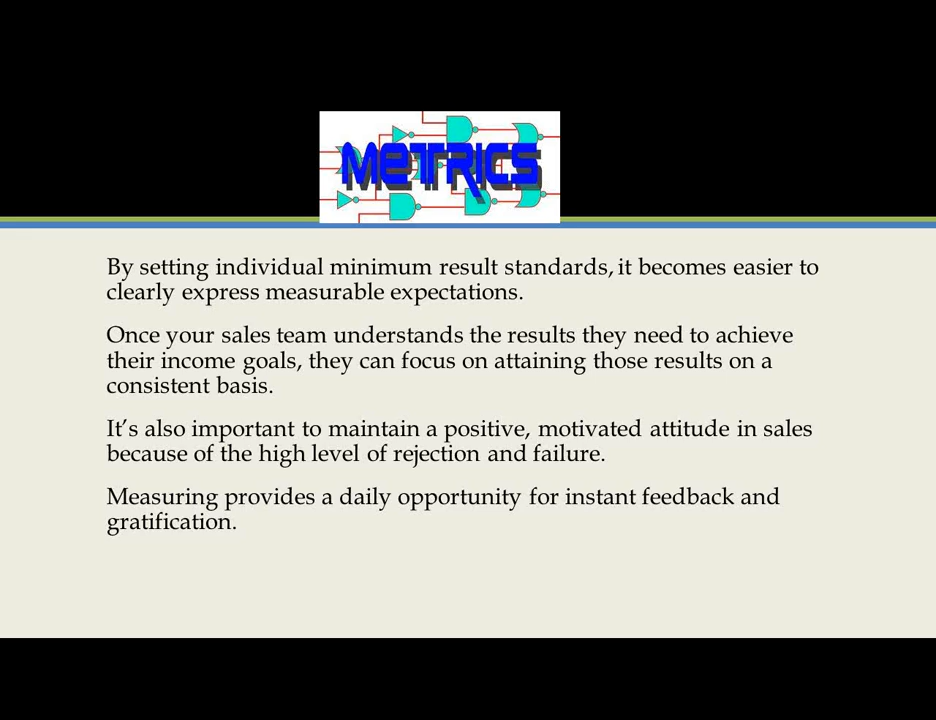 METRICS
By setting individual minimum result standards, it becomes easier to
clearly express measurable expectations.
Once your sales team understands the results they need to achieve
their income goals, they can focus on attaining those results on a
consistent basis.
It’s also important to maintain a positive, motivated attitude in sales
because of the high level of rejection and failure.
Measuring provides a daily opportunity for instant feedback and
gratification.